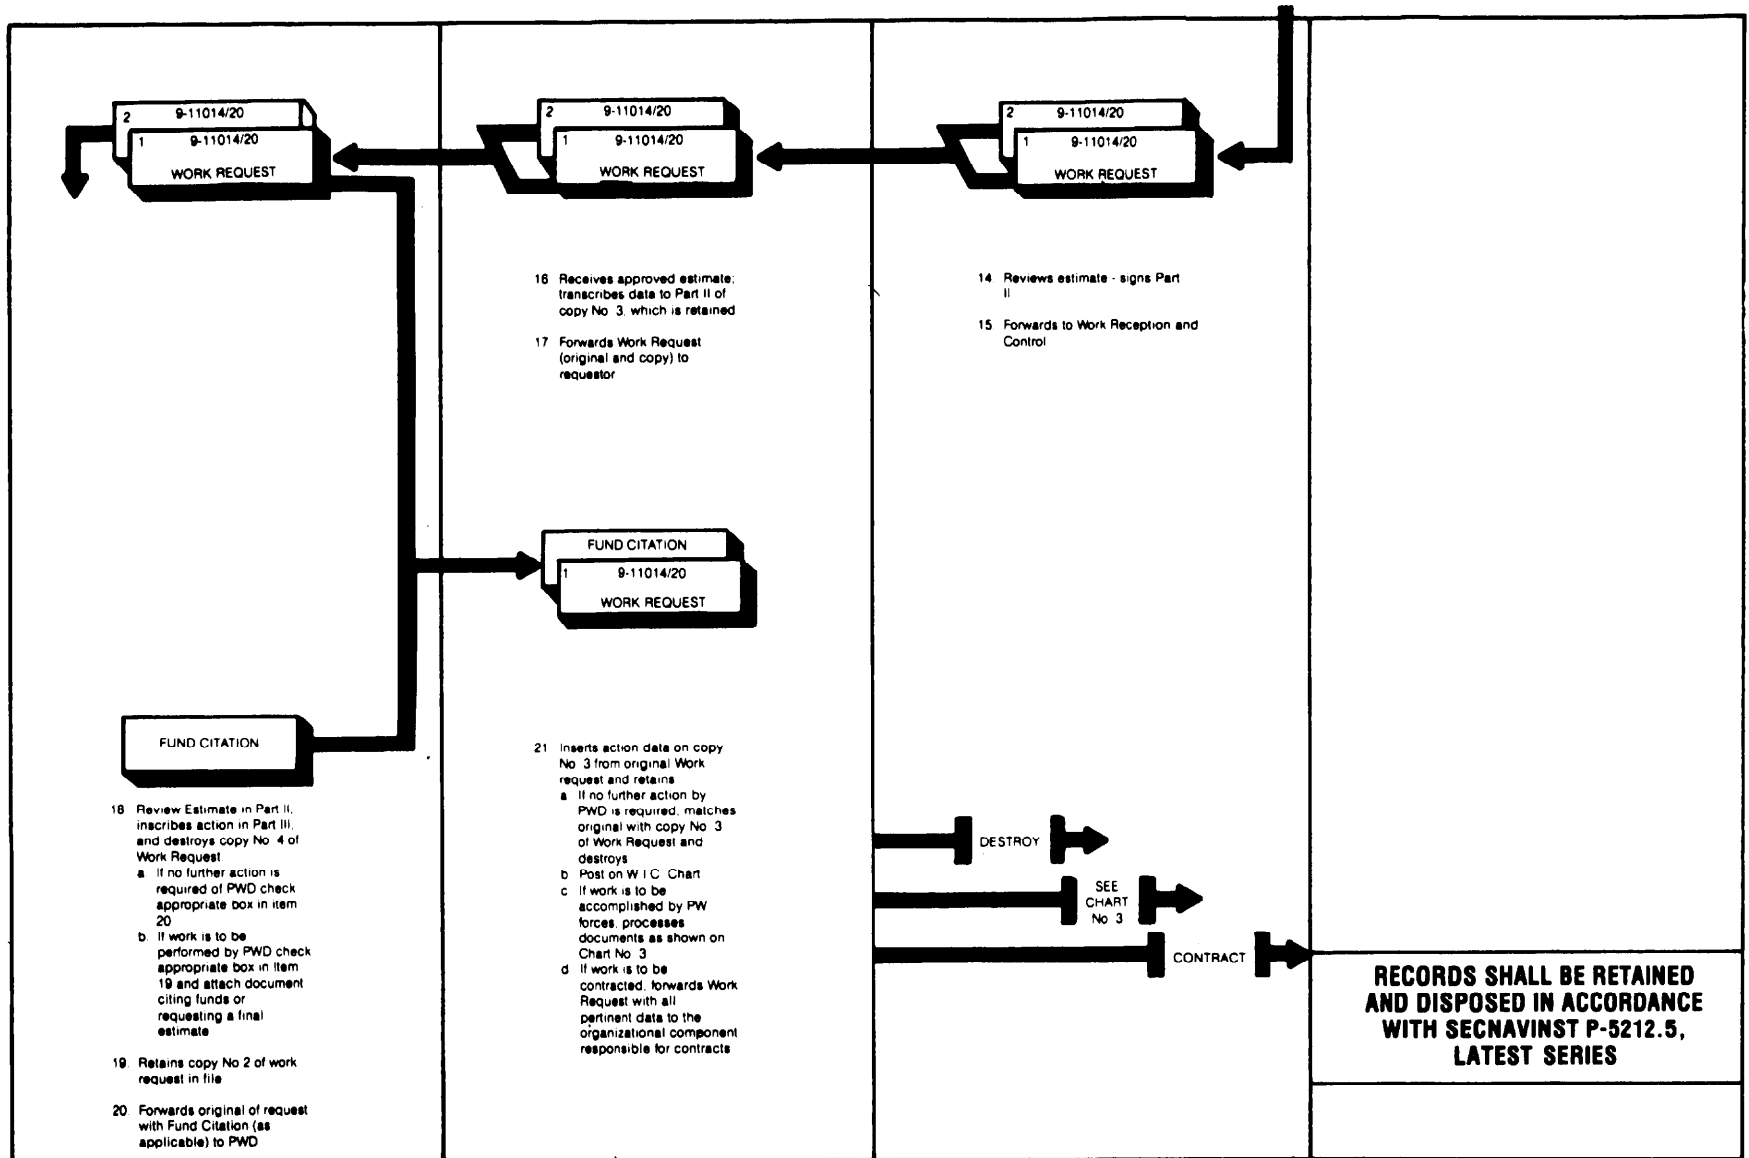 2 9-11014/20
1 9-11014/20
WORK REQUEST
2 9-11014/20
1 9-11014/20
WORK REQUEST
2 9-11014/20
1 9-11014/20
WORK REQUEST
16 Receives approved estimate;
transcribes data to Part II of
copy No 3, which is retained
17 Forwards Work Request
(original and copy) to
requestor
14 Reviews estimate - signs Part
II
15 Forwards to Work Reception and
Control
FUND CITATION
1 9-11014/20
WORK REQUEST
FUND CITATION
18 Review Estimate in Part II,
inscribes action in Part III,
and destroys copy No 4 of
Work Request
a If no further action is
required of PWD check
appropriate box in item
20
b. If work is to be
performed by PWD check
appropriate box in Item
19 and attach document
citing funds or
requesting a final
estimate
19. Retains copy No 2 of work
request in file
20. Forwards original of request
with Fund Citation (as
applicable) to PWD
21 Inserts action data on copy
No 3 from original Work
request and retains
a If no further action by
PWD is required, matches
original with copy No 3
of Work Request and
destroys
b Post on W I C Chart
c If work is to be
accomplished by PW
forces, processes
documents as shown on
Chart No 3
d If work is to be
contracted, forwards Work
Request with all
pertinent data to the
organizational component
responsible for contracts
DESTROY
SEE
CHART
No 3
CONTRACT
RECORDS SHALL BE RETAINED
AND DISPOSED IN ACCORDANCE
WITH SECNAVINST P-5212.5,
LATEST SERIES